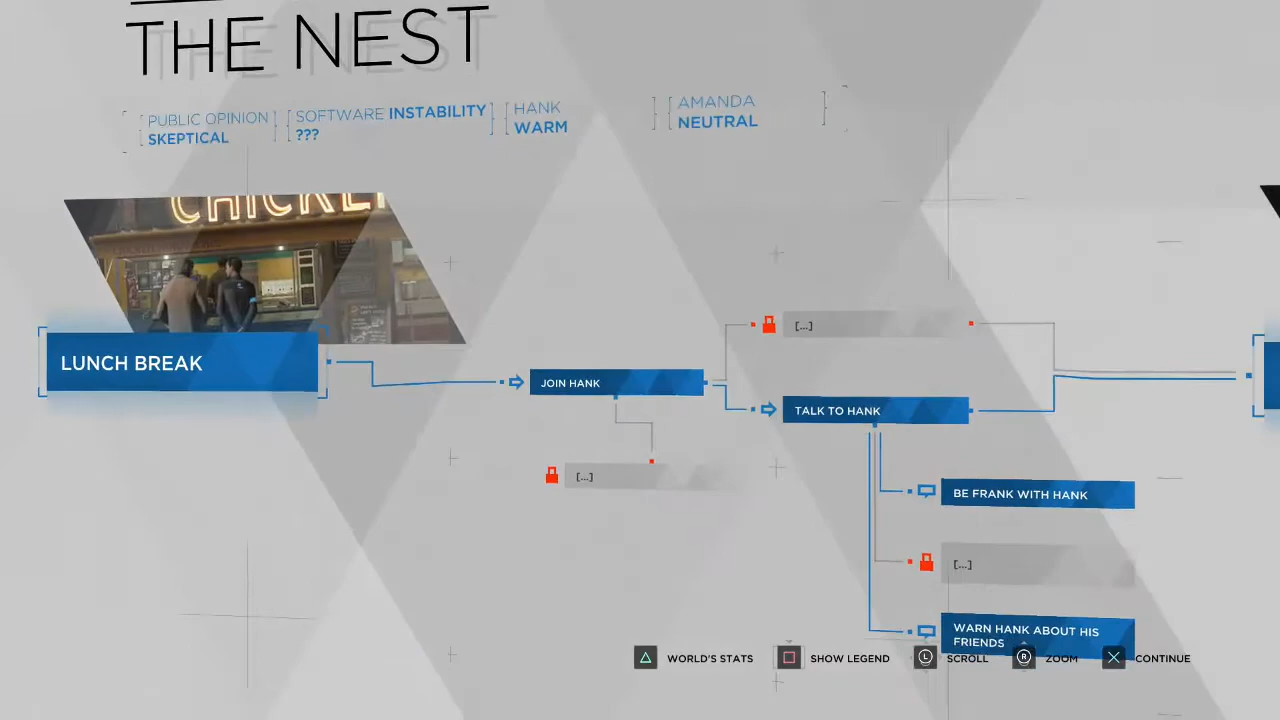 THE NEST
PUBLIC OPINION
SKEPTICAL
SOFTWARE INSTABILITY
???
HANK
WARM
AMANDA
NEUTRAL
LUNCH BREAK
JOIN HANK
[...]
[...]
TALK TO HANK
BE FRANK WITH HANK
[...]
WARN HANK ABOUT HIS
FRIENDS
WORLD'S STATS
SHOW LEGEND
L SCROLL
R ZOOM
CONTINUE